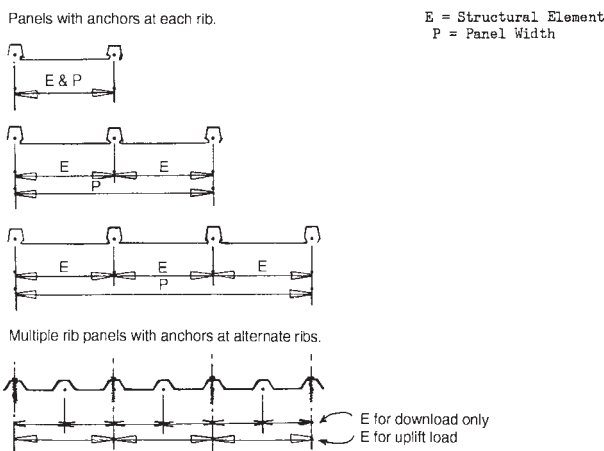 Panels with anchors at each rib.
E = Structural Element
P = Panel Width
E & P
E E
P
E E E
P
Multiple rib panels with anchors at alternate ribs.
E for download only
E for uplift load